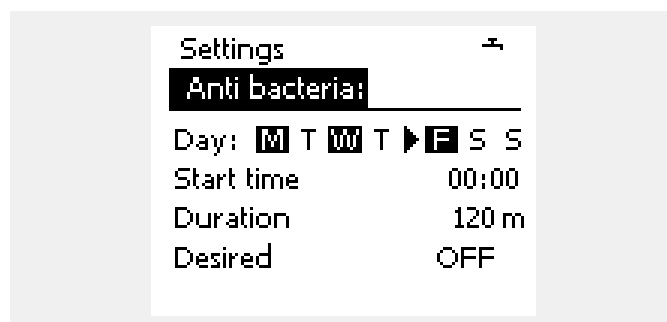 Settings
Anti bacteria:
Day: M T W T F S S
Start time 00:00
Duration 120 m
Desired OFF